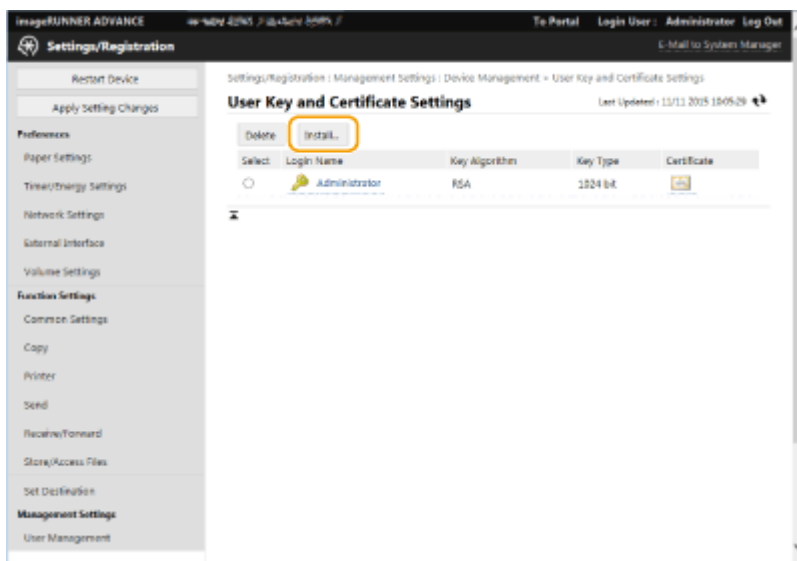 imageRUNNER ADVANCE
To Portal Login User : Administrator Log Out
Settings/Registration
E-Mail to System Manager
Restart Device
Apply Setting Changes
Preferences
Paper Settings
Timer/Energy Settings
Network Settings
External Interface
Volume Settings
Function Settings
Common Settings
Copy
Printer
Send
Receive/Forward
Store/Access Files
Set Destination
Management Settings
User Management
Settings/Registration : Management Settings : Device Management > User Key and Certificate Settings
User Key and Certificate Settings
Last Updated : 11/11 2015 10:05:29
Delete Install...
Select Login Name Key Algorithm Key Type Certificate
Administrator RSA 1024 bit